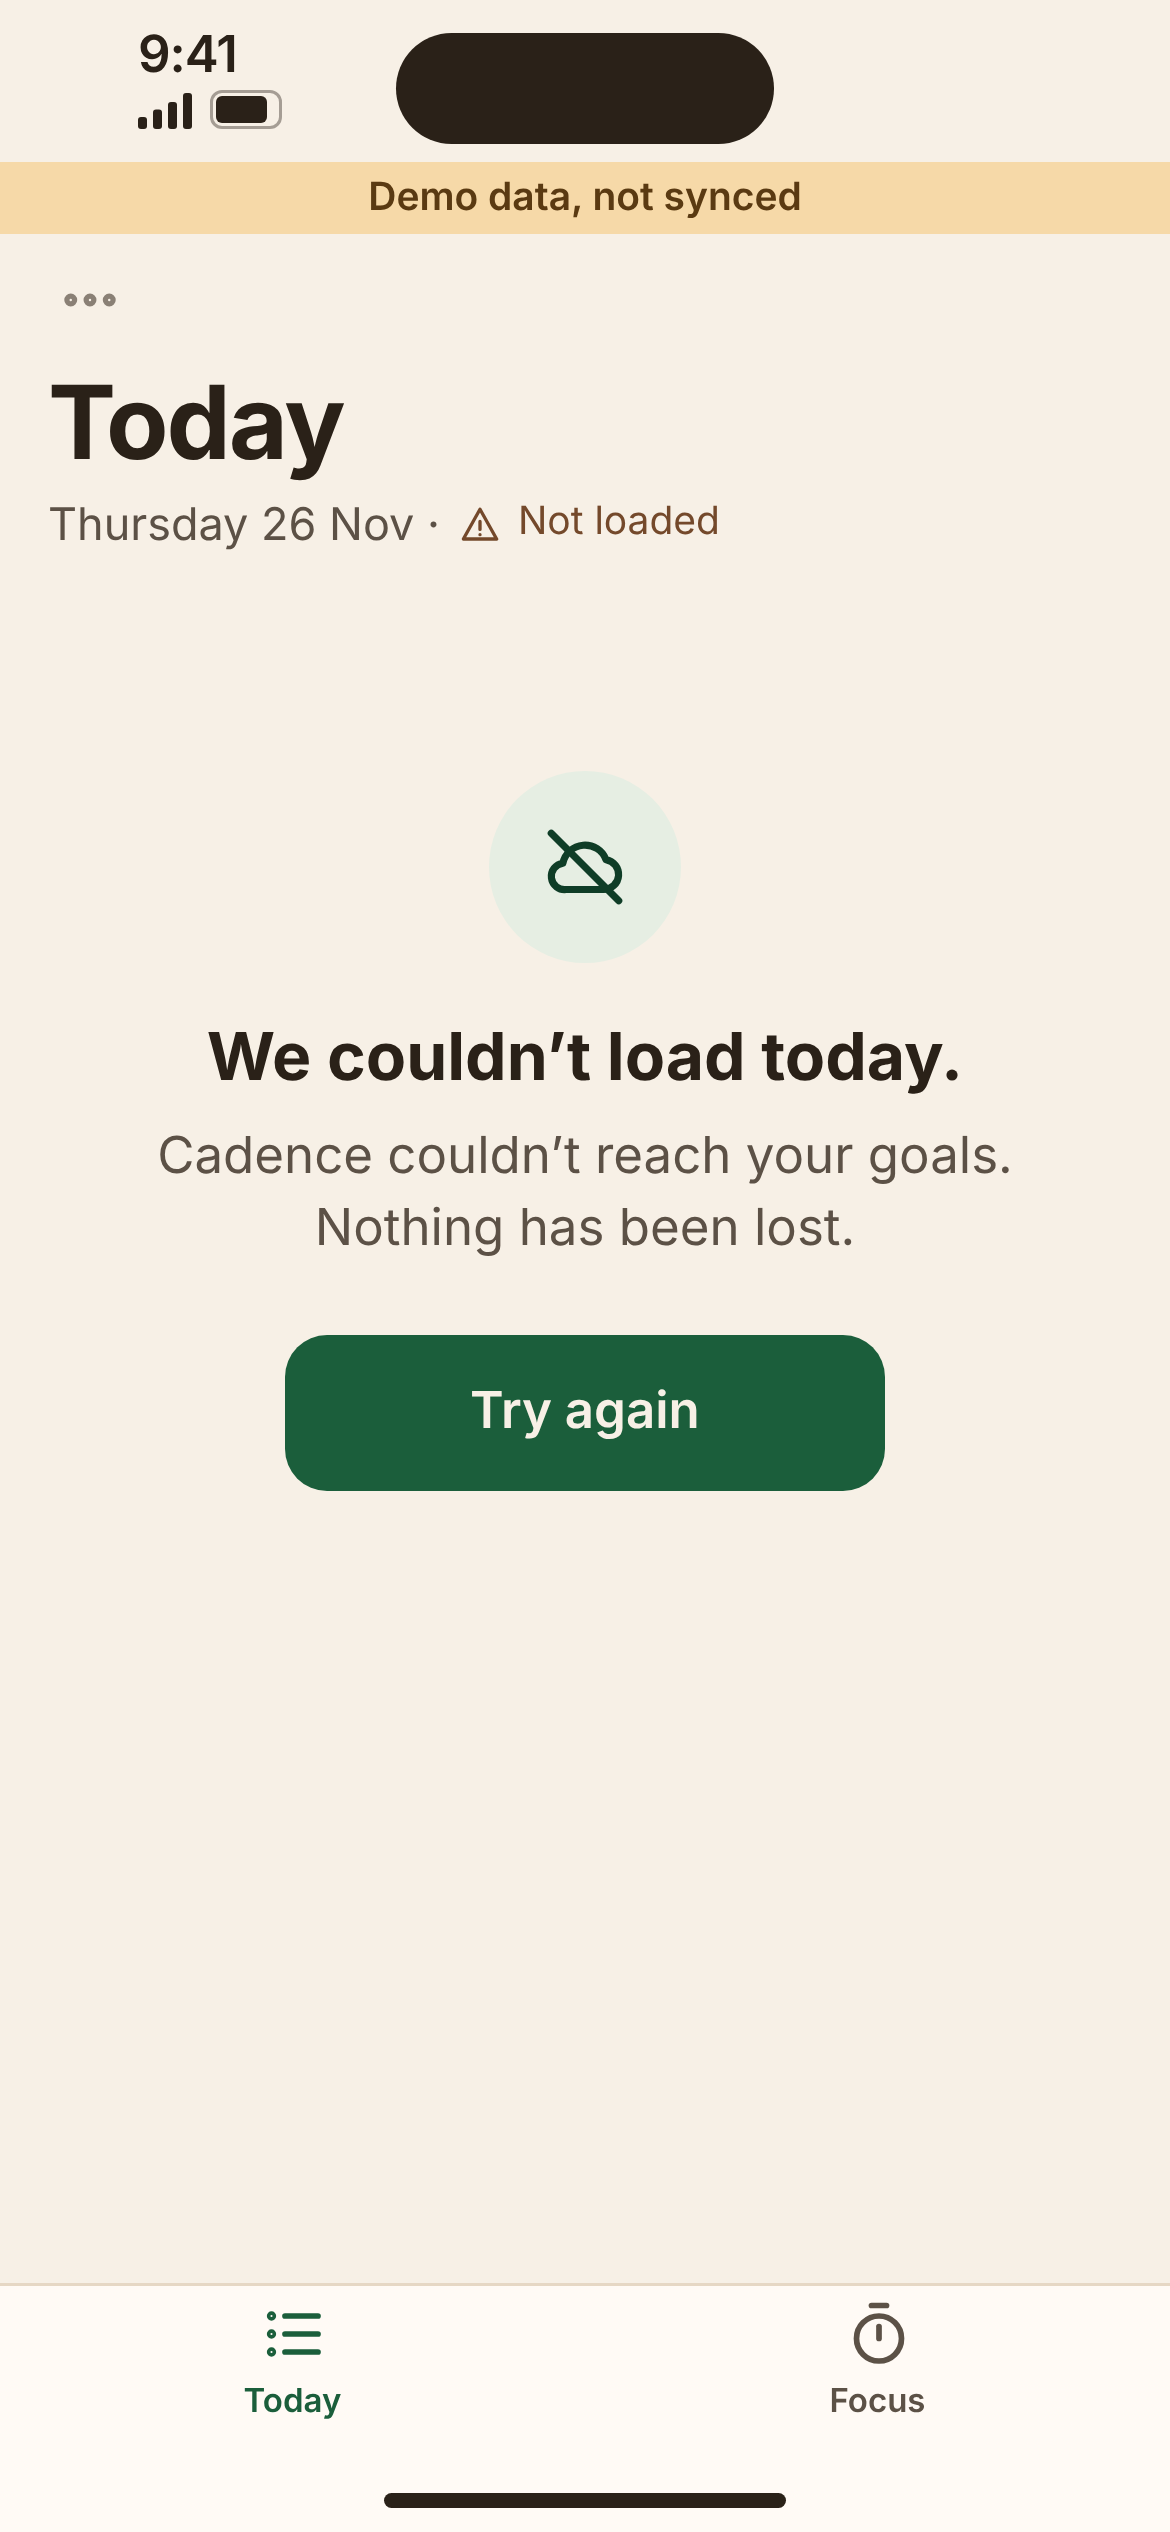 9:41
Demo data, not synced
Today
Thursday 26 Nov · Not loaded
We couldn’t load today.
Cadence couldn’t reach your goals.
Nothing has been lost.
Try again
Today
Focus